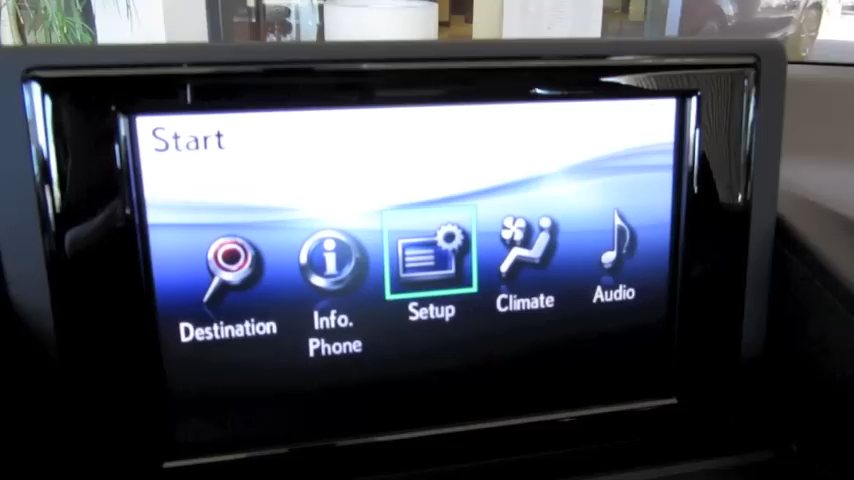 Start
Destination
Info.
Phone
Setup
Climate
Audio